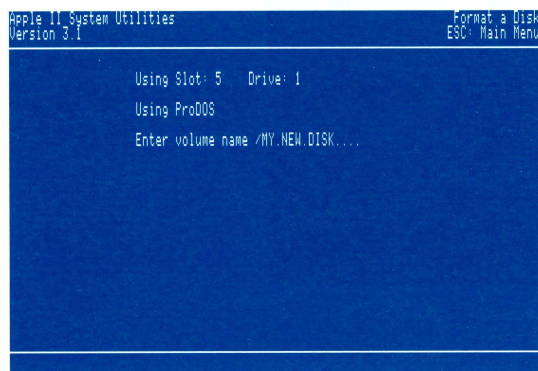 Apple II System Utilities
Version 3.1
Format a Disk
ESC: Main Menu
Using Slot: 5 Drive: 1
Using ProDOS
Enter volume name /MY.NEW.DISK....